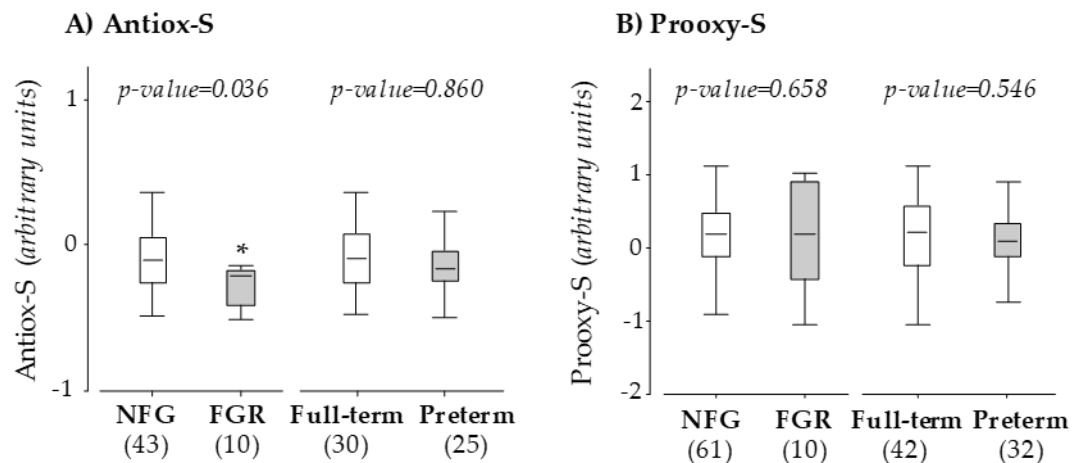 A) Antiox-S
p-value=0.036 p-value=0.860
Antiox-S (arbitrary units)
1
0
-1
*
NFG FGR Full-term Preterm
(43) (10) (30) (25)
B) Prooxy-S
p-value=0.658 p-value=0.546
Prooxy-S (arbitrary units)
2
1
0
-1
-2
NFG FGR Full-term Preterm
(61) (10) (42) (32)